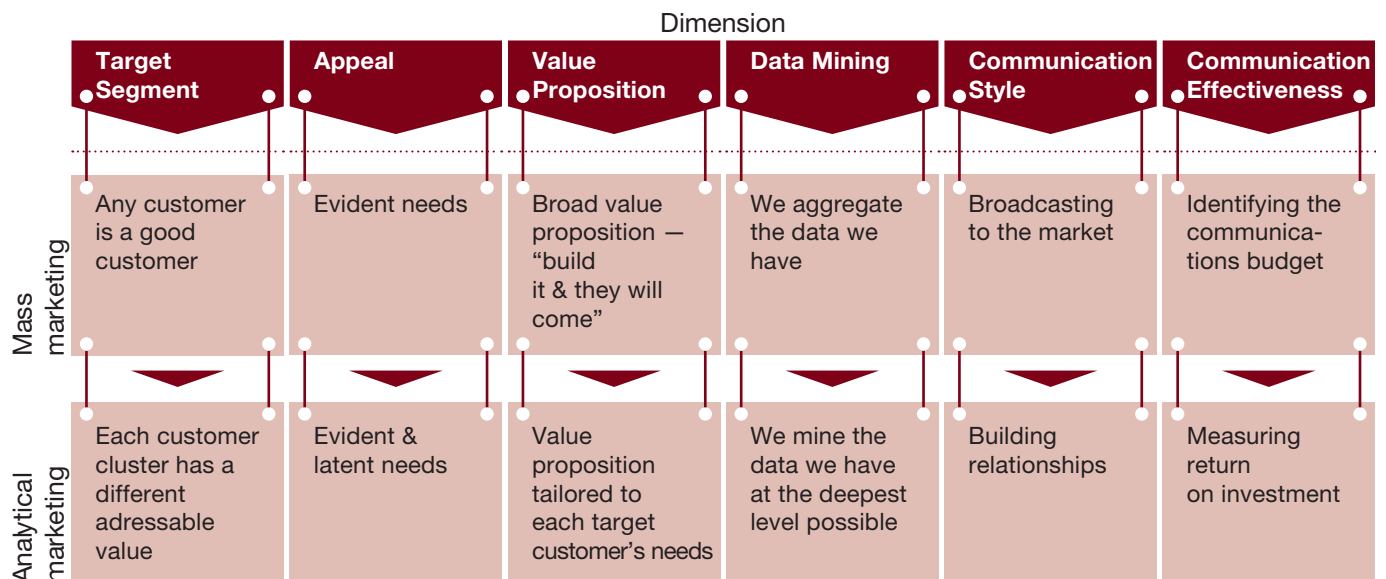 Dimension
Target
Segment
Appeal
Value
Proposition
Data Mining
Communication
Style
Communication
Effectiveness
Mass
marketing
Any customer
is a good
customer
Evident needs
Broad value
proposition —
“build
it & they will
come”
We aggregate
the data we
have
Broadcasting
to the market
Identifying the
communica-
tions budget
Analytical
marketing
Each customer
cluster has a
different
adressable
value
Evident &
latent needs
Value
proposition
tailored to
each target
customer’s needs
We mine the
data we have
at the deepest
level possible
Building
relationships
Measuring
return
on investment